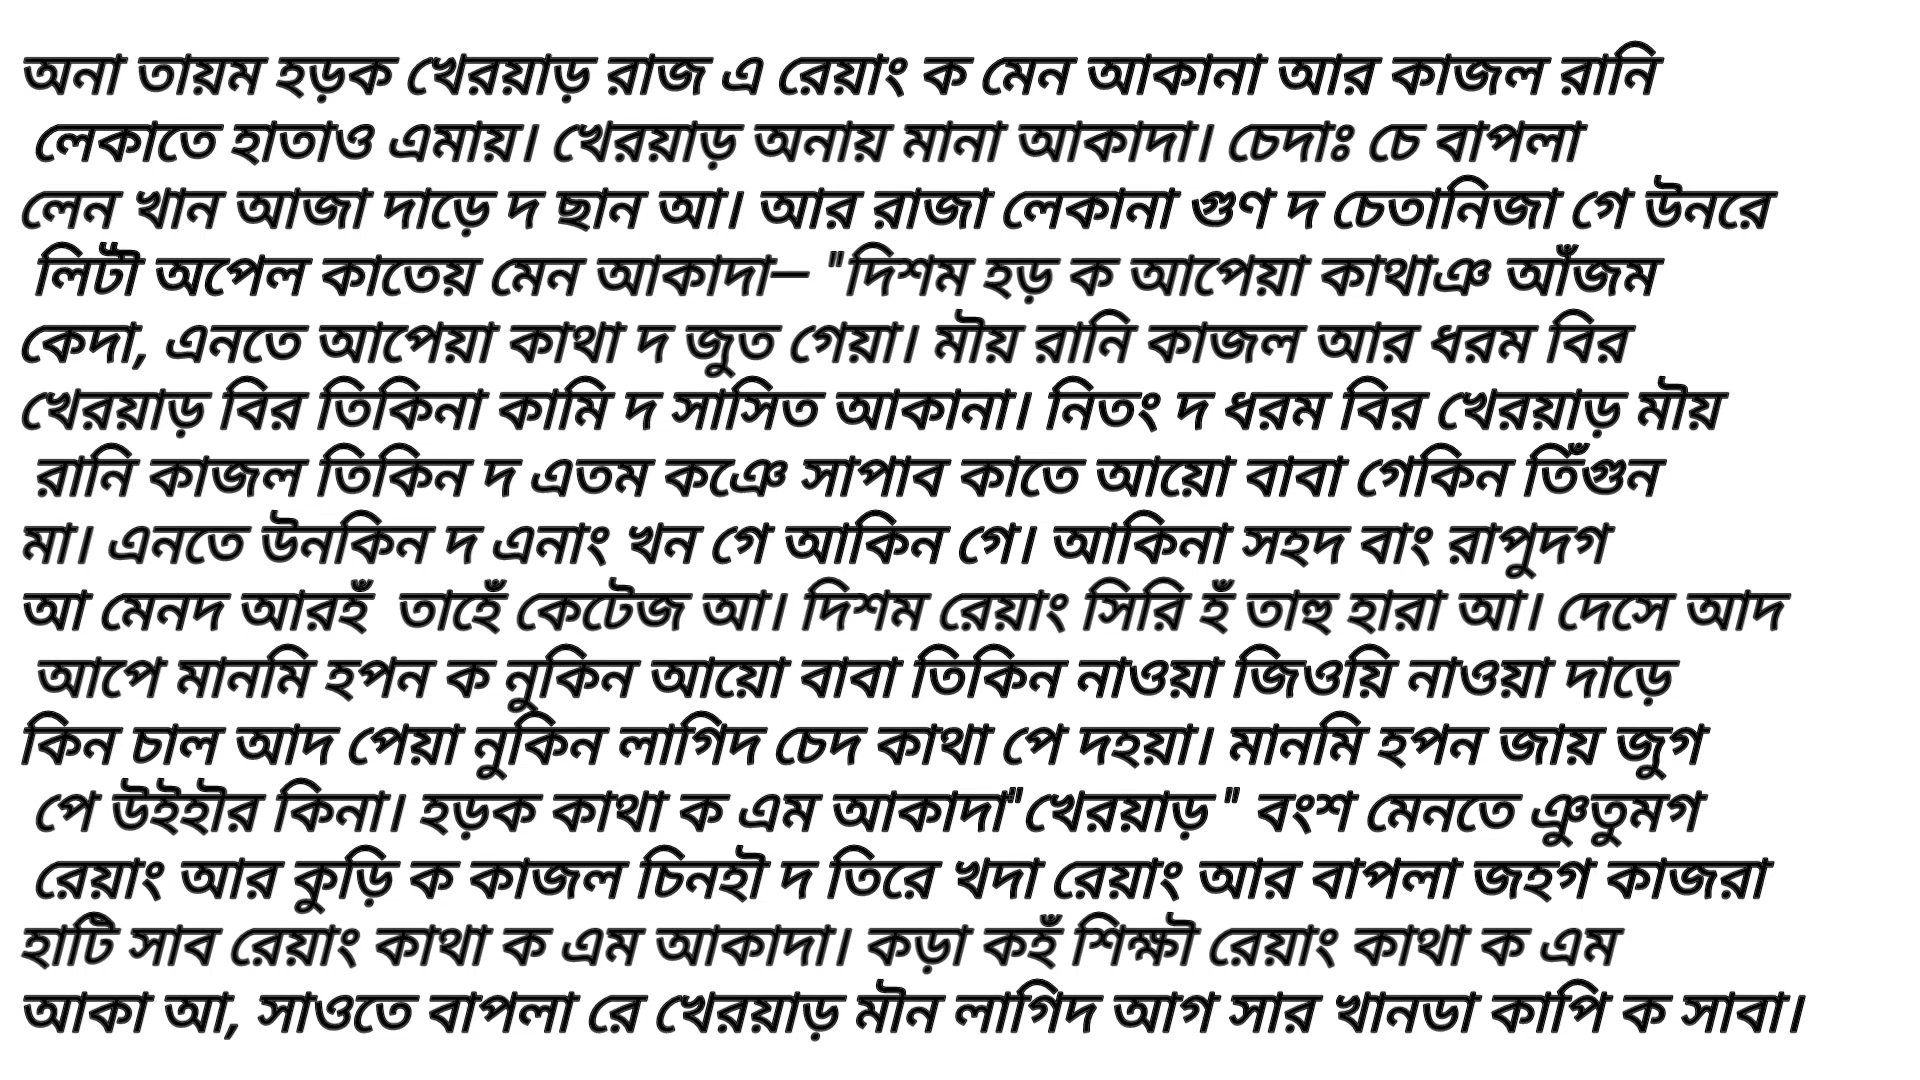 অনা তায়ম হড়ক খেরয়াড় রাজ এ রেয়াং ক মেন আকানা আর কাজল রানি
লেকাতে হাতাও এমায়। খেরয়াড় অনায় মানা আকাদা। চেদাঃ চে বাপলা
লেন খান আজা দাড়ে দ ছান আ। আর রাজা লেকানা গুণ দ চেতানিজা গে উনরে
লিটৗ অপেল কাতেয় মেন আকাদা— "দিশম হড় ক আপেয়া কাথাঞ আঁজম
কেদা, এনতে আপেয়া কাথা দ জুত গেয়া। মৗয় রানি কাজল আর ধরম বির
খেরয়াড় বির তিকিনা কামি দ সাসিত আকানা। নিতং দ ধরম বির খেরয়াড় মৗয়
রানি কাজল তিকিন দ এতম কঞে সাপাব কাতে আয়ো বাবা গেকিন তিঁগুন
মা। এনতে উনকিন দ এনাং খন গে আকিন গে। আকিনা সহদ বাং রাপুদগ
আ মেনদ আরহঁ তাহেঁ কেটেজ আ। দিশম রেয়াং সিরি হঁ তাহু হারা আ। দেসে আদ
আপে মানমি হপন ক নুকিন আয়ো বাবা তিকিন নাওয়া জিওয়ি নাওয়া দাড়ে
কিন চাল আদ পেয়া নুকিন লাগিদ চেদ কাথা পে দহয়া। মানমি হপন জায় জুগ
পে উইহৗর কিনা। হড়ক কাথা ক এম আকাদা"খেরয়াড় " বংশ মেনতে ঞুতুমগ
রেয়াং আর কুড়ি ক কাজল চিনহৗ দ তিরে খদা রেয়াং আর বাপলা জহগ কাজরা
হাটি সাব রেয়াং কাথা ক এম আকাদা। কড়া কহঁ শিক্ষৗ রেয়াং কাথা ক এম
আকা আ, সাওতে বাপলা রে খেরয়াড় মৗন লাগিদ আগ সার খানডা কাপি ক সাবা।